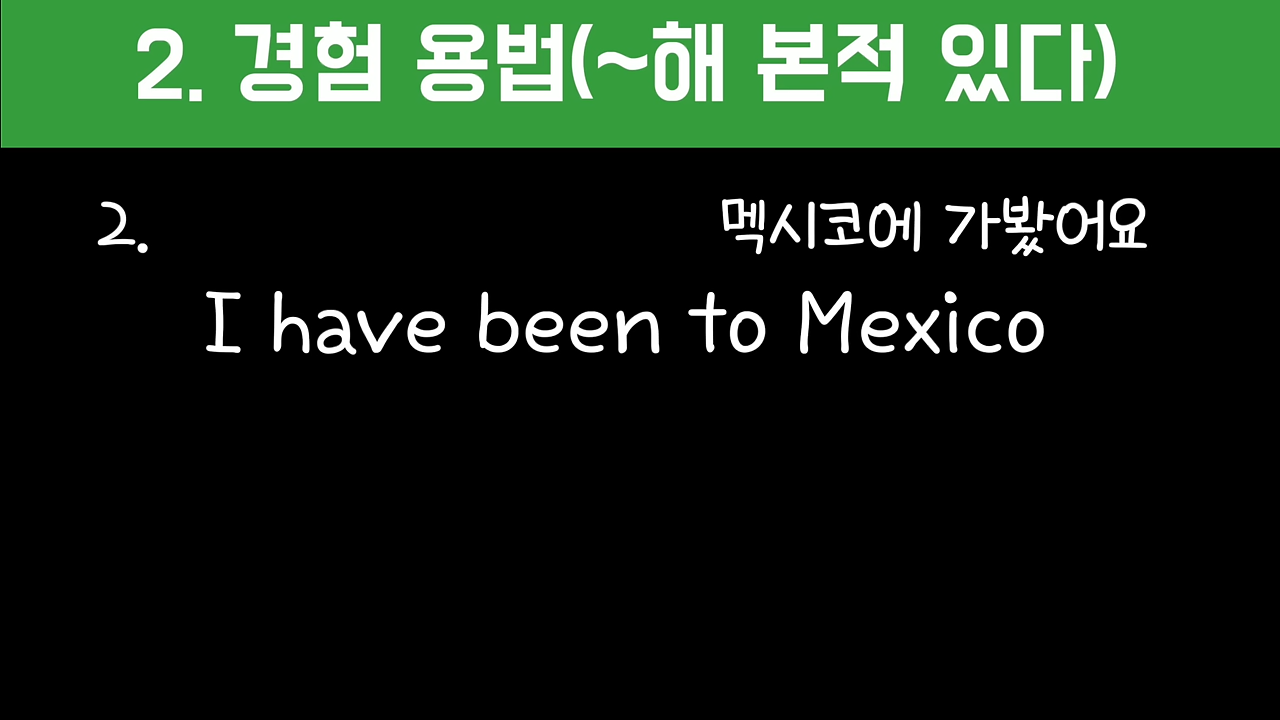 2. 경험 용법(~해 본적 있다)
2. 멕시코에 가봤어요
I have been to Mexico